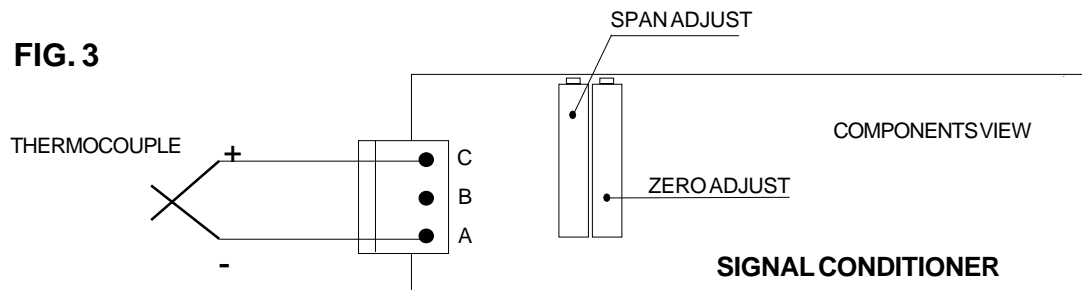 SPAN ADJUST
FIG. 3
THERMOCOUPLE
+
C
COMPONENTS VIEW
B
ZERO ADJUST
A
-
SIGNAL CONDITIONER